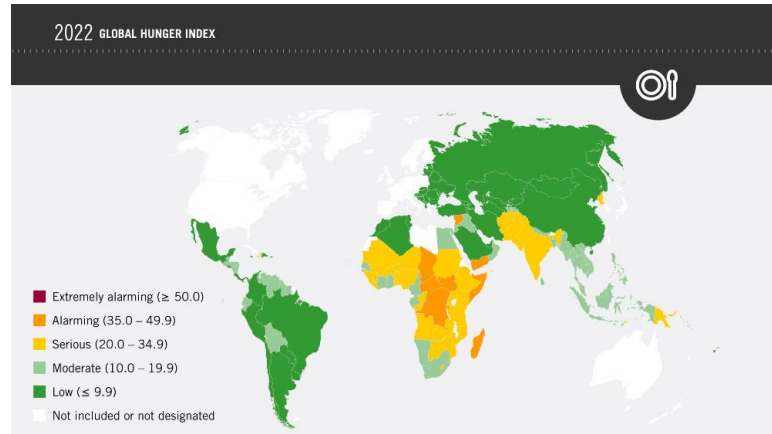 2022 GLOBAL HUNGER INDEX
Extremely alarming (≥ 50.0)
Alarming (35.0 – 49.9)
Serious (20.0 – 34.9)
Moderate (10.0 – 19.9)
Low (≤ 9.9)
Not included or not designated